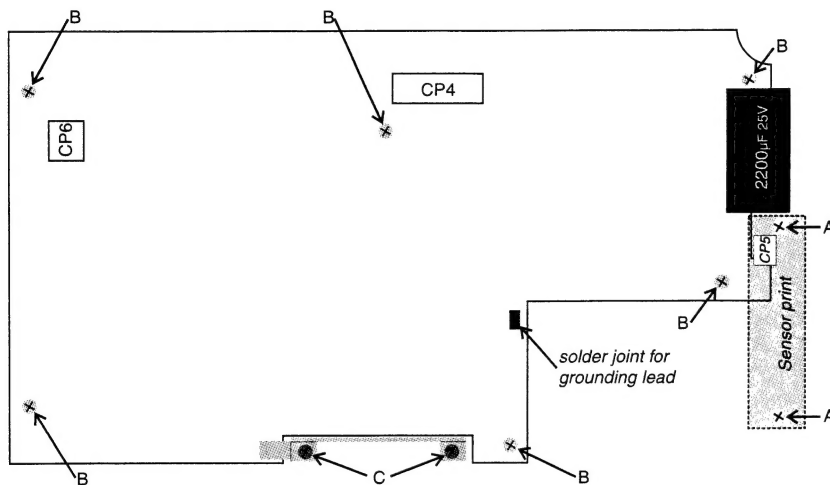 B
B
B
CP4
CP6
2200µF 25V
A
CP5
B
Sensor print
solder joint for
grounding lead
A
B
C
B